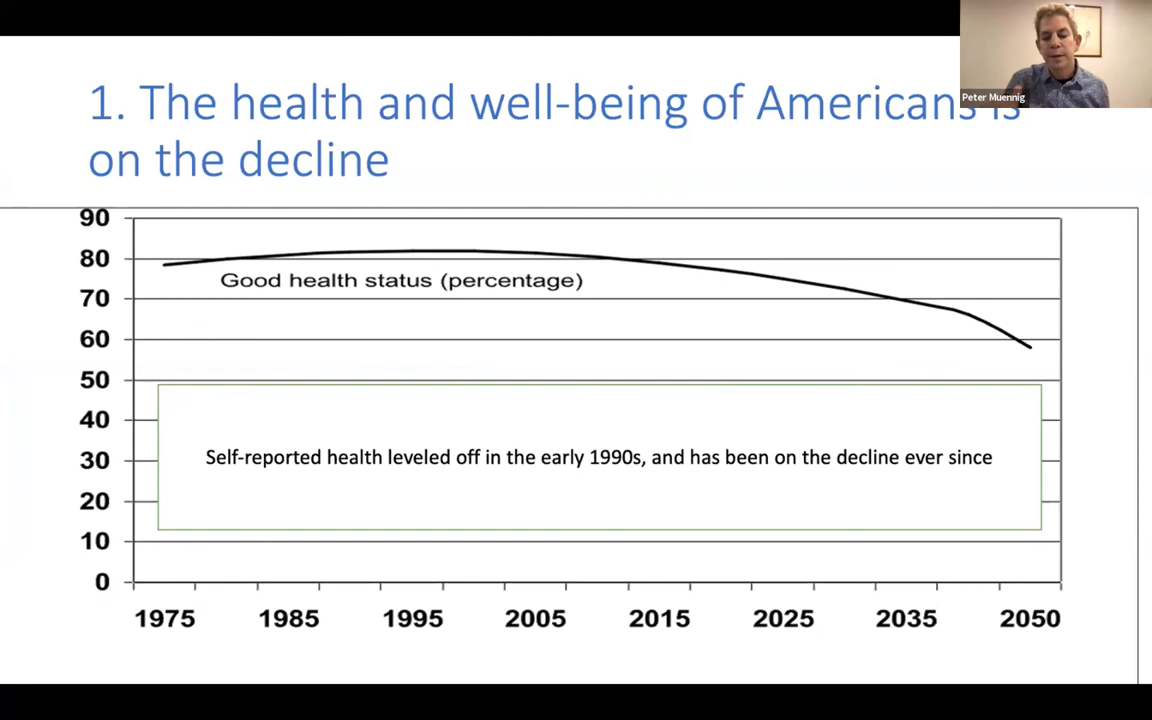 1. The health and well-being of Americans is
on the decline
Peter Muennig
90
80
Good health status (percentage)
70
60
50
40
Self-reported health leveled off in the early 1990s, and has been on the decline ever since
30
20
10
0
1975 1985 1995 2005 2015 2025 2035 2050